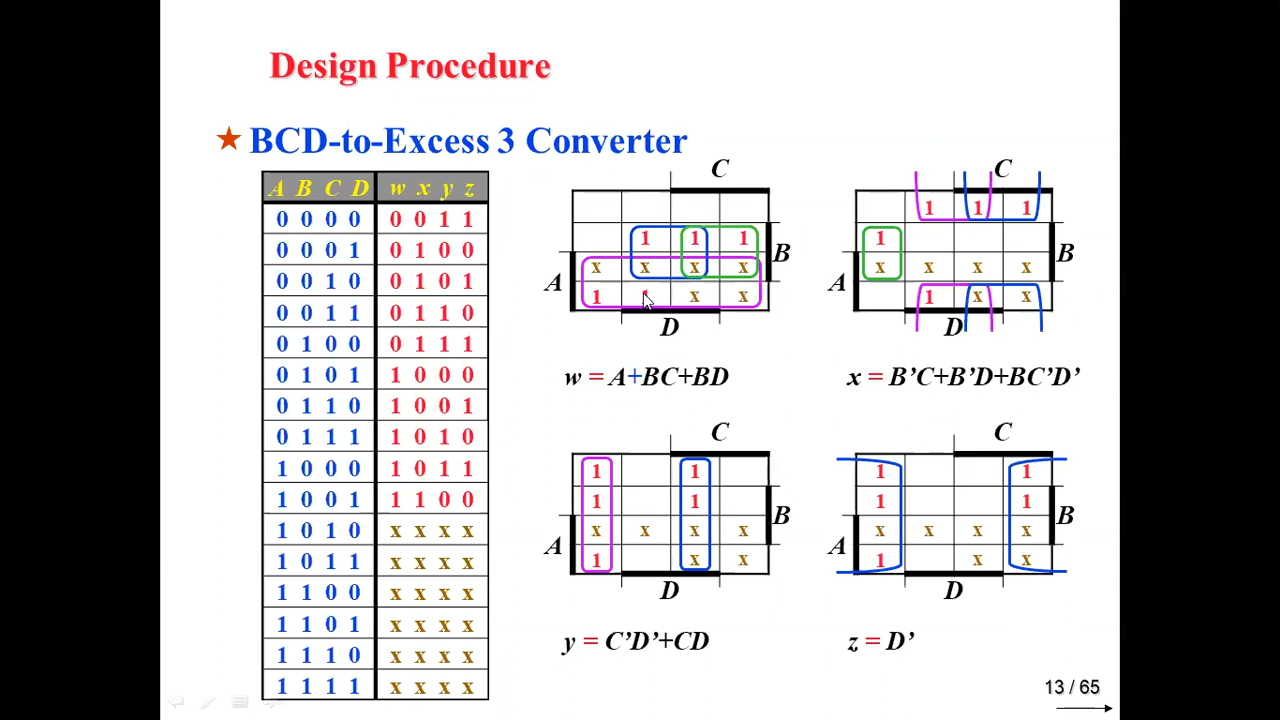 Design Procedure
★ BCD-to-Excess 3 Converter
A B C D w x y z
0 0 0 0 0 0 1 1
0 0 0 1 0 1 0 0
0 0 1 0 0 1 0 1
0 0 1 1 0 1 1 0
0 1 0 0 0 1 1 1
0 1 0 1 1 0 0 0
0 1 1 0 1 0 0 1
0 1 1 1 1 0 1 0
1 0 0 0 1 0 1 1
1 0 0 1 1 1 0 0
1 0 1 0 x x x x
1 0 1 1 x x x x
1 1 0 0 x x x x
1 1 0 1 x x x x
1 1 1 0 x x x x
1 1 1 1 x x x x
C
1 1 1
B
x x x x
A
1 1 x x
D
w = A+BC+BD
C
1 1 1
1
B
x x x x
A
1 x x
D
x = B’C+B’D+BC’D’
C
1 1
1 1
B
x x x x
A
1 x x
D
y = C’D’+CD
C
1 1
1 1
B
x x x x
A
1 x x
D
z = D’
13 / 65